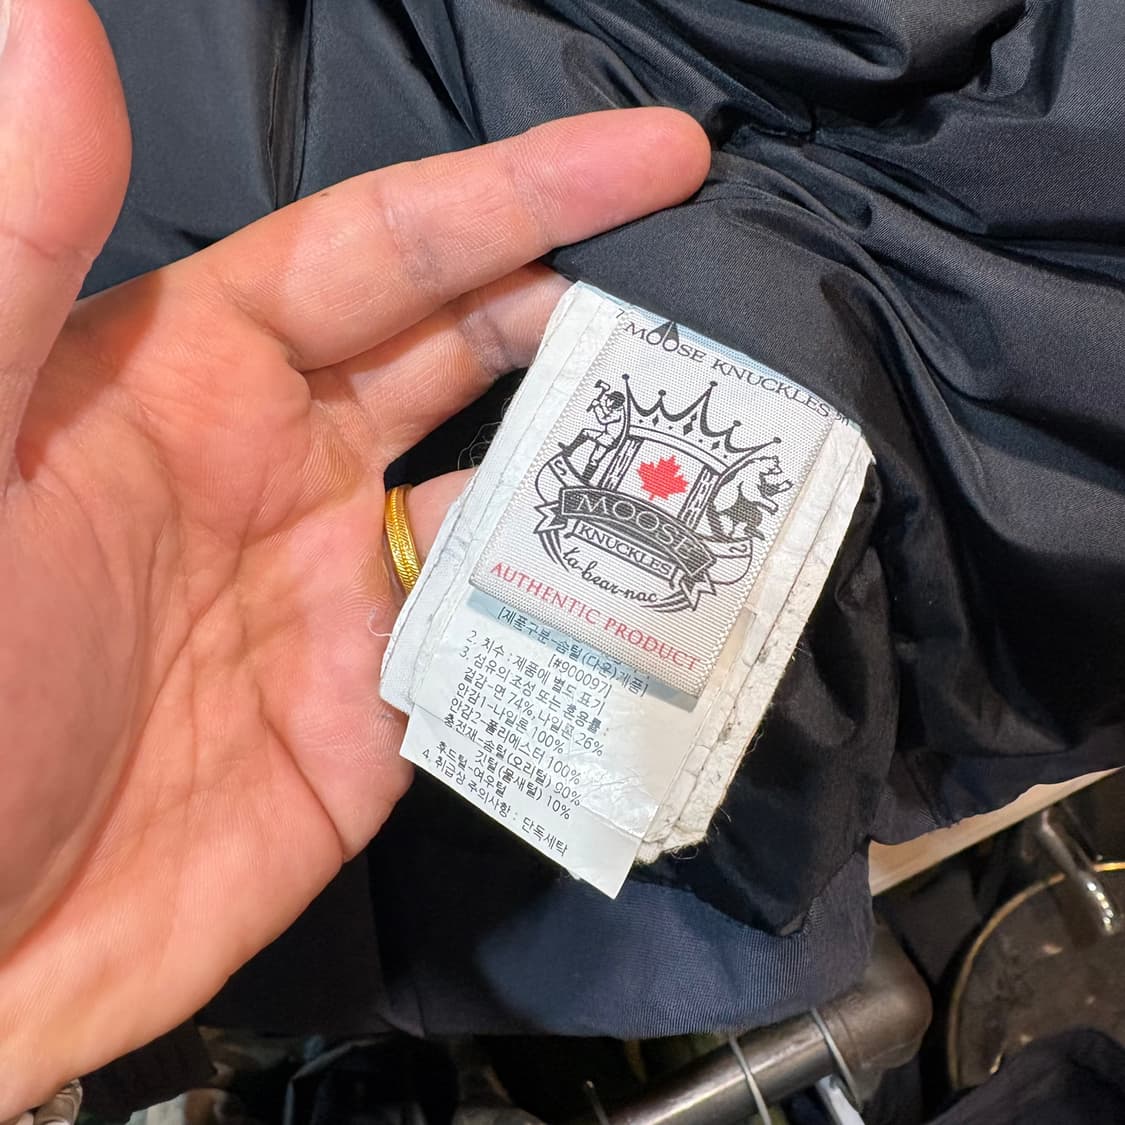 MOOSE KNUCKLES™
MOOSE
KNUCKLES
la-bear-nac
AUTHENTIC PRODUCT
[제품구분-솜털(다운)제품]
[#900097]
2. 치수 : 제품에 별도 표기
3. 섬유의 조성 또는 혼용률
겉감-면 74%, 나일론 26%
안감1-나일론 100%
안감2-폴리에스터 100%
충전재-솜털(오리털) 90%
깃털(물새털) 10%
후드털-여우털
4. 취급상 주의사항 : 단독세탁